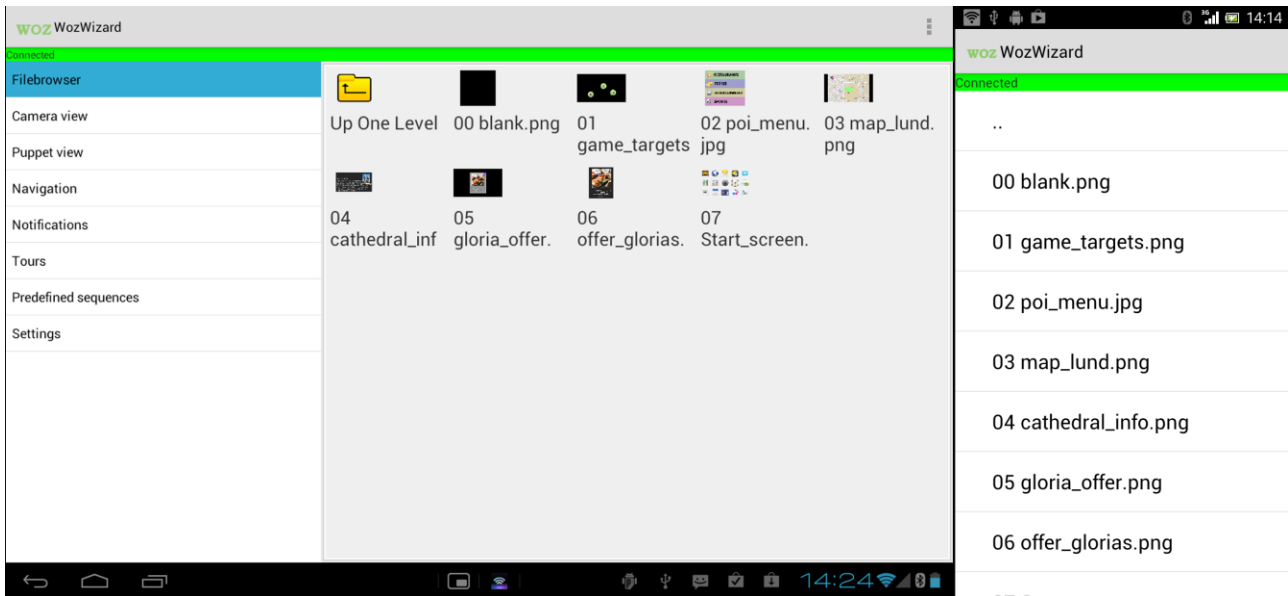 woz WozWizard
Connected
Filebrowser
Camera view
Puppet view
Navigation
Notifications
Tours
Predefined sequences
Settings
Up One Level
00 blank.png
01
game_targets
02 poi_menu.
jpg
03 map_lund.
png
04
cathedral_inf
05
gloria_offer.
06
offer_glorias.
07
Start_screen.
14:24
3G
14:14
woz WozWizard
Connected
..
00 blank.png
01 game_targets.png
02 poi_menu.jpg
03 map_lund.png
04 cathedral_info.png
05 gloria_offer.png
06 offer_glorias.png